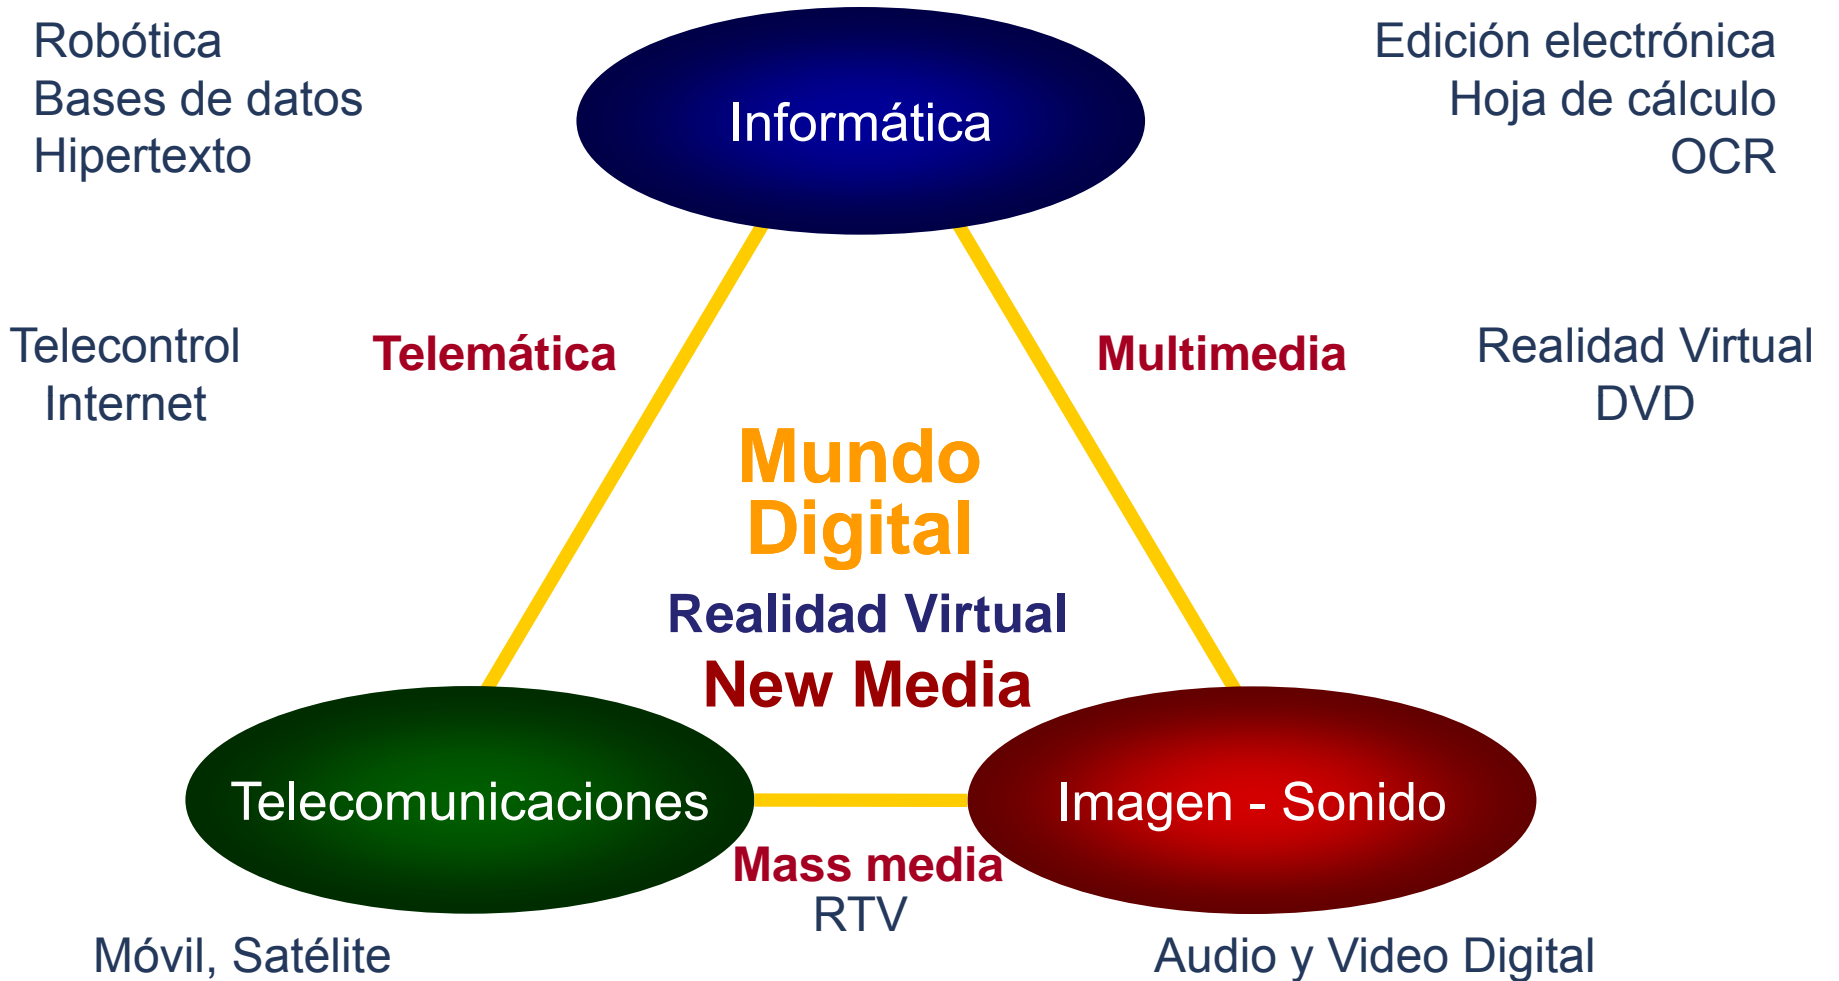 Robótica
Bases de datos
Hipertexto
Informática
Edición electrónica
Hoja de cálculo
OCR
Telecontrol
Internet
Telemática
Multimedia
Realidad Virtual
DVD
Mundo
Digital
Realidad Virtual
New Media
Telecomunicaciones
Imagen - Sonido
Mass media
RTV
Móvil, Satélite
Audio y Video Digital